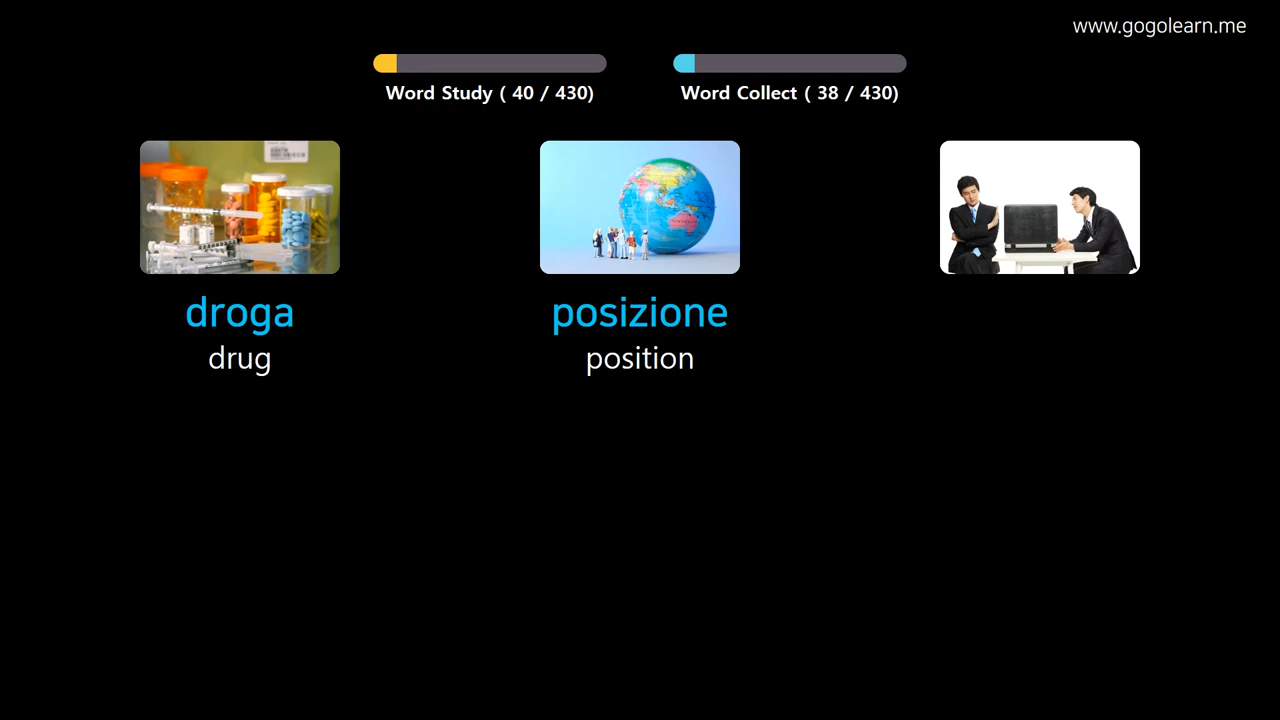 www.gogolearn.me
Word Study ( 40 / 430)
Word Collect ( 38 / 430)
droga
drug
posizione
position